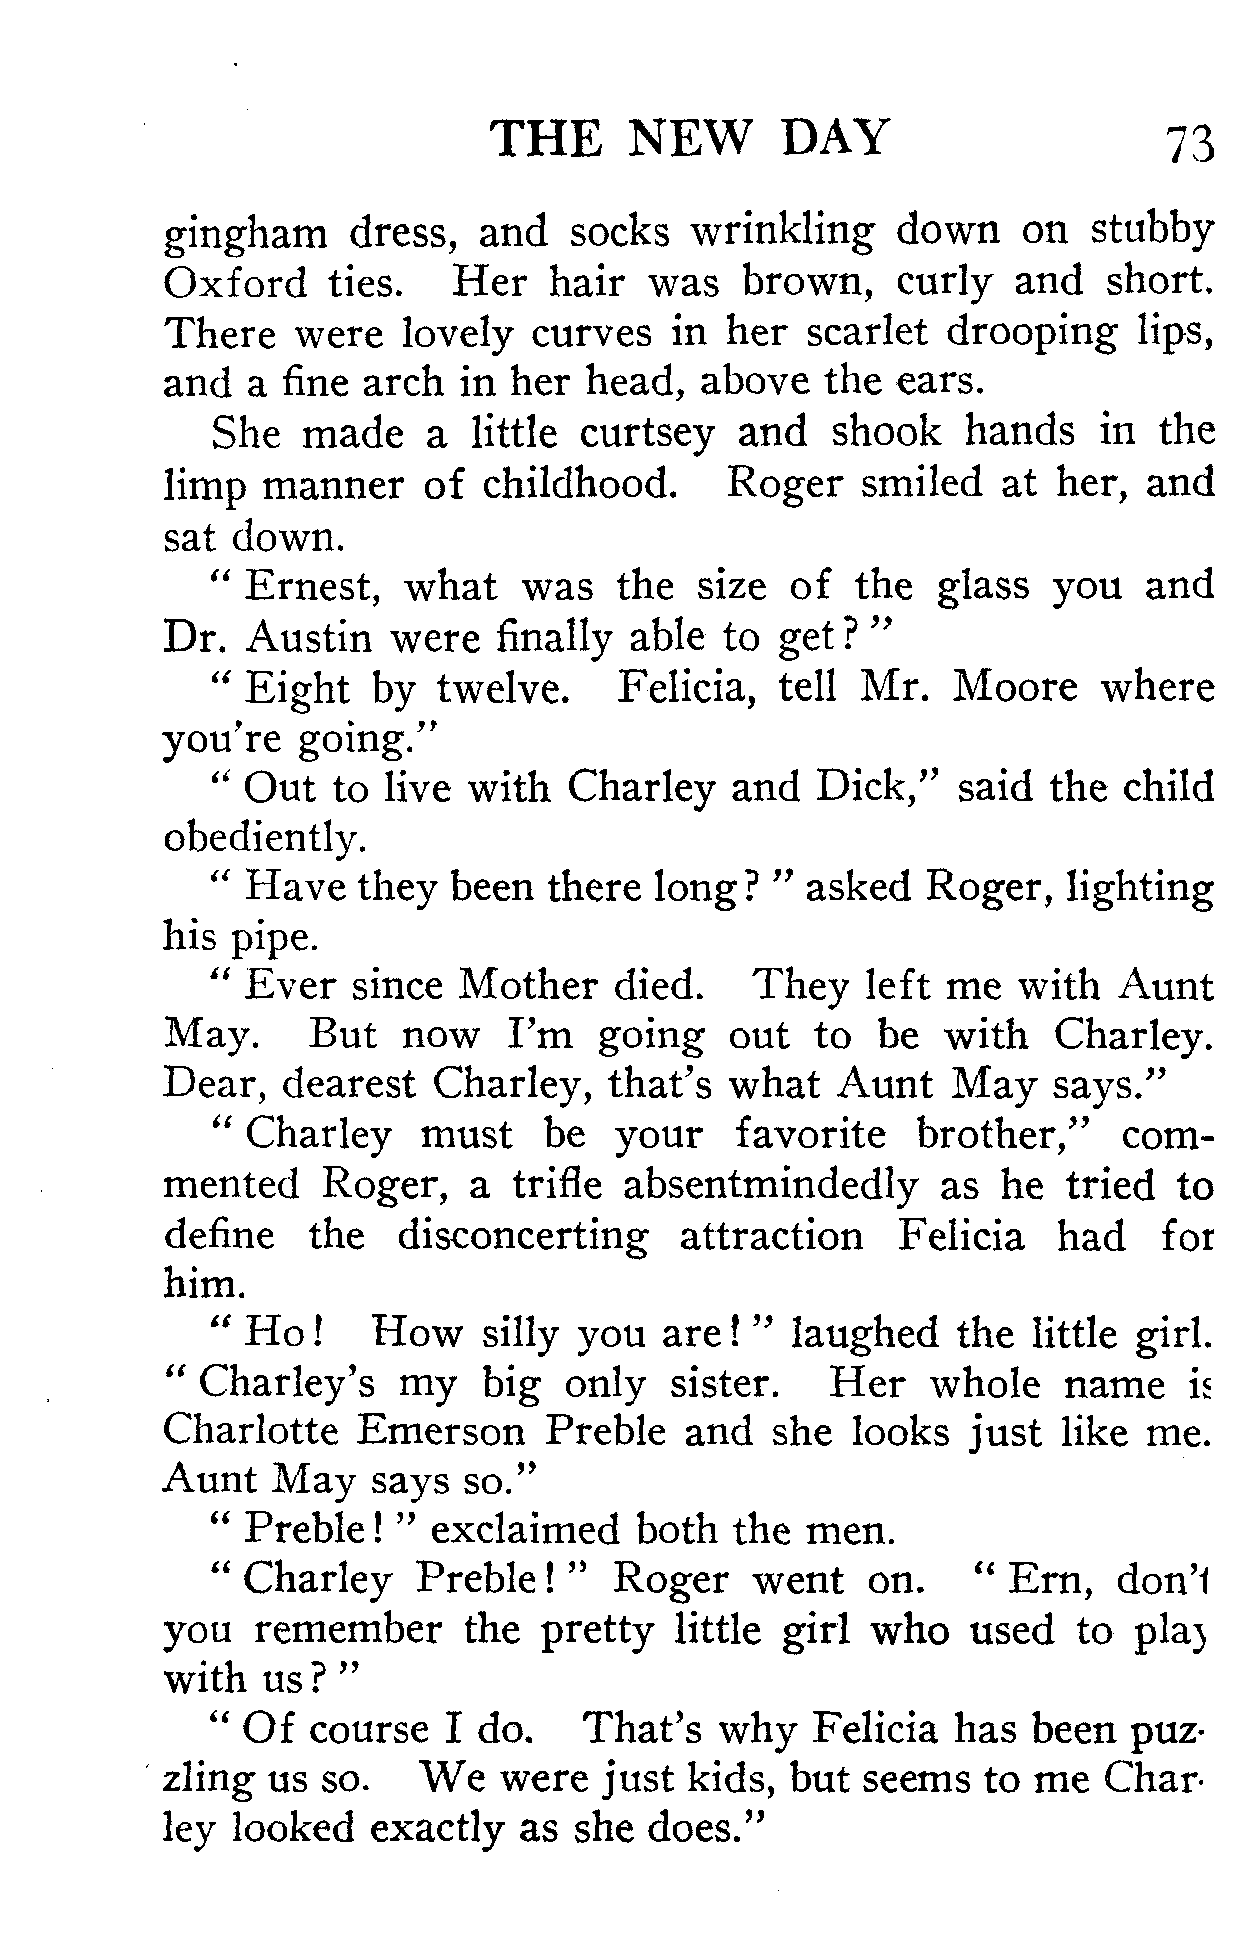 THE NEW DAY 73
gingham dress, and socks wrinkling down on stubby
Oxford ties. Her hair was brown, curly and short.
There were lovely curves in her scarlet drooping lips,
and a fine arch in her head, above the ears.
She made a little curtsey and shook hands in the
limp manner of childhood. Roger smiled at her, and
sat down.
" Ernest, what was the size of the glass you and
Dr. Austin were finally able to get? "
" Eight by twelve. Felicia, tell Mr. Moore where
you're going."
" Out to live with Charley and Dick," said the child
obediently.
" Have they been there long? " asked Roger, lighting
his pipe.
" Ever since Mother died. They left me with Aunt
May. But now I'm going out to be with Charley.
Dear, dearest Charley, that's what Aunt May says."
" Charley must be your favorite brother," com-
mented Roger, a trifle absentmindedly as he tried to
define the disconcerting attraction Felicia had for
him.
" Ho! How silly you are! " laughed the little girl.
" Charley's my big only sister. Her whole name is
Charlotte Emerson Preble and she looks just like me.
Aunt May says so."
" Preble! " exclaimed both the men.
" Charley Preble! " Roger went on. " Ern, don't
you remember the pretty little girl who used to play
with us? "
" Of course I do. That's why Felicia has been puz-
zling us so. We were just kids, but seems to me Char-
ley looked exactly as she does."